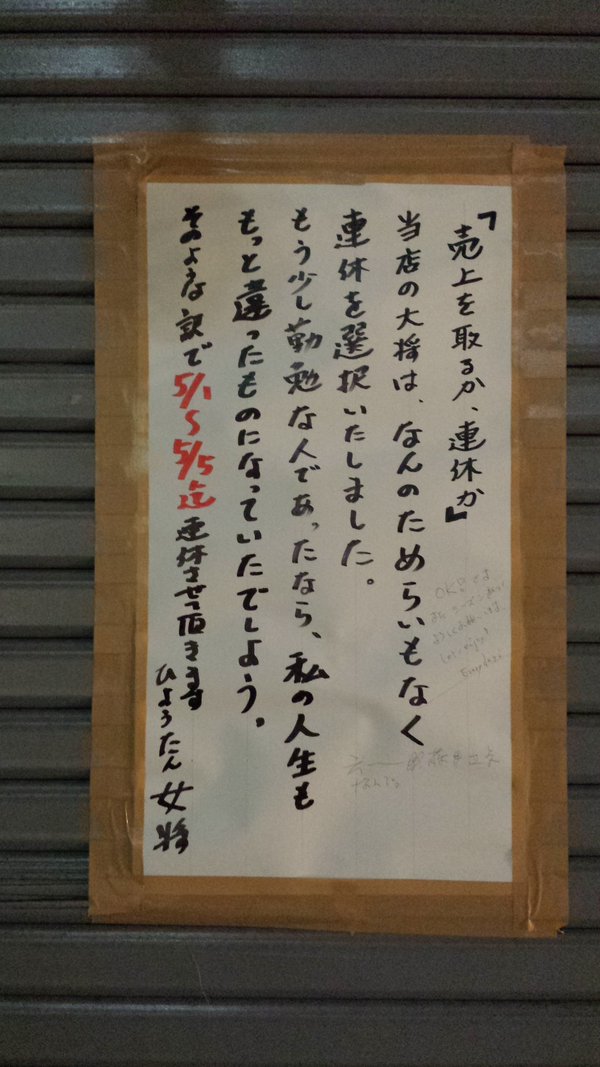 「売上を取るか、連休か」
当店の大将は、なんのためらいもなく
連休を選択いたしました。
もう少し勤勉な人であったなら、私の人生も
もっと違ったものになっていたでしょう。
そのような訳で5/1〜5/5迄連休させて頂きます
ひょうたん女将